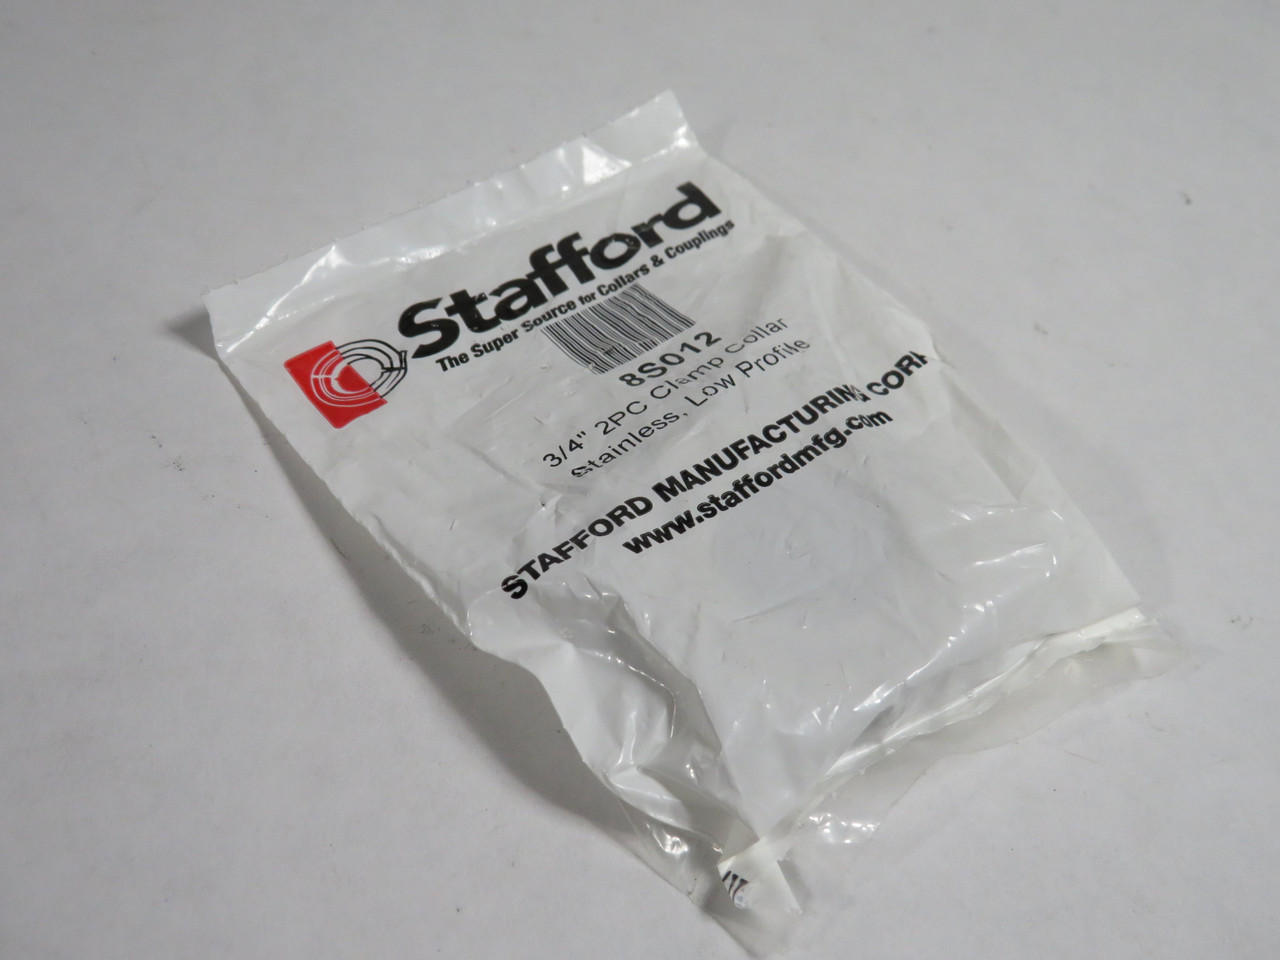 Stafford
The Super Source for Collars & Couplings
8S012
3/4" 2PC Clamp Collar
Stainless, Low Profile
STAFFORD MANUFACTURING CORP
www.staffordmfg.com